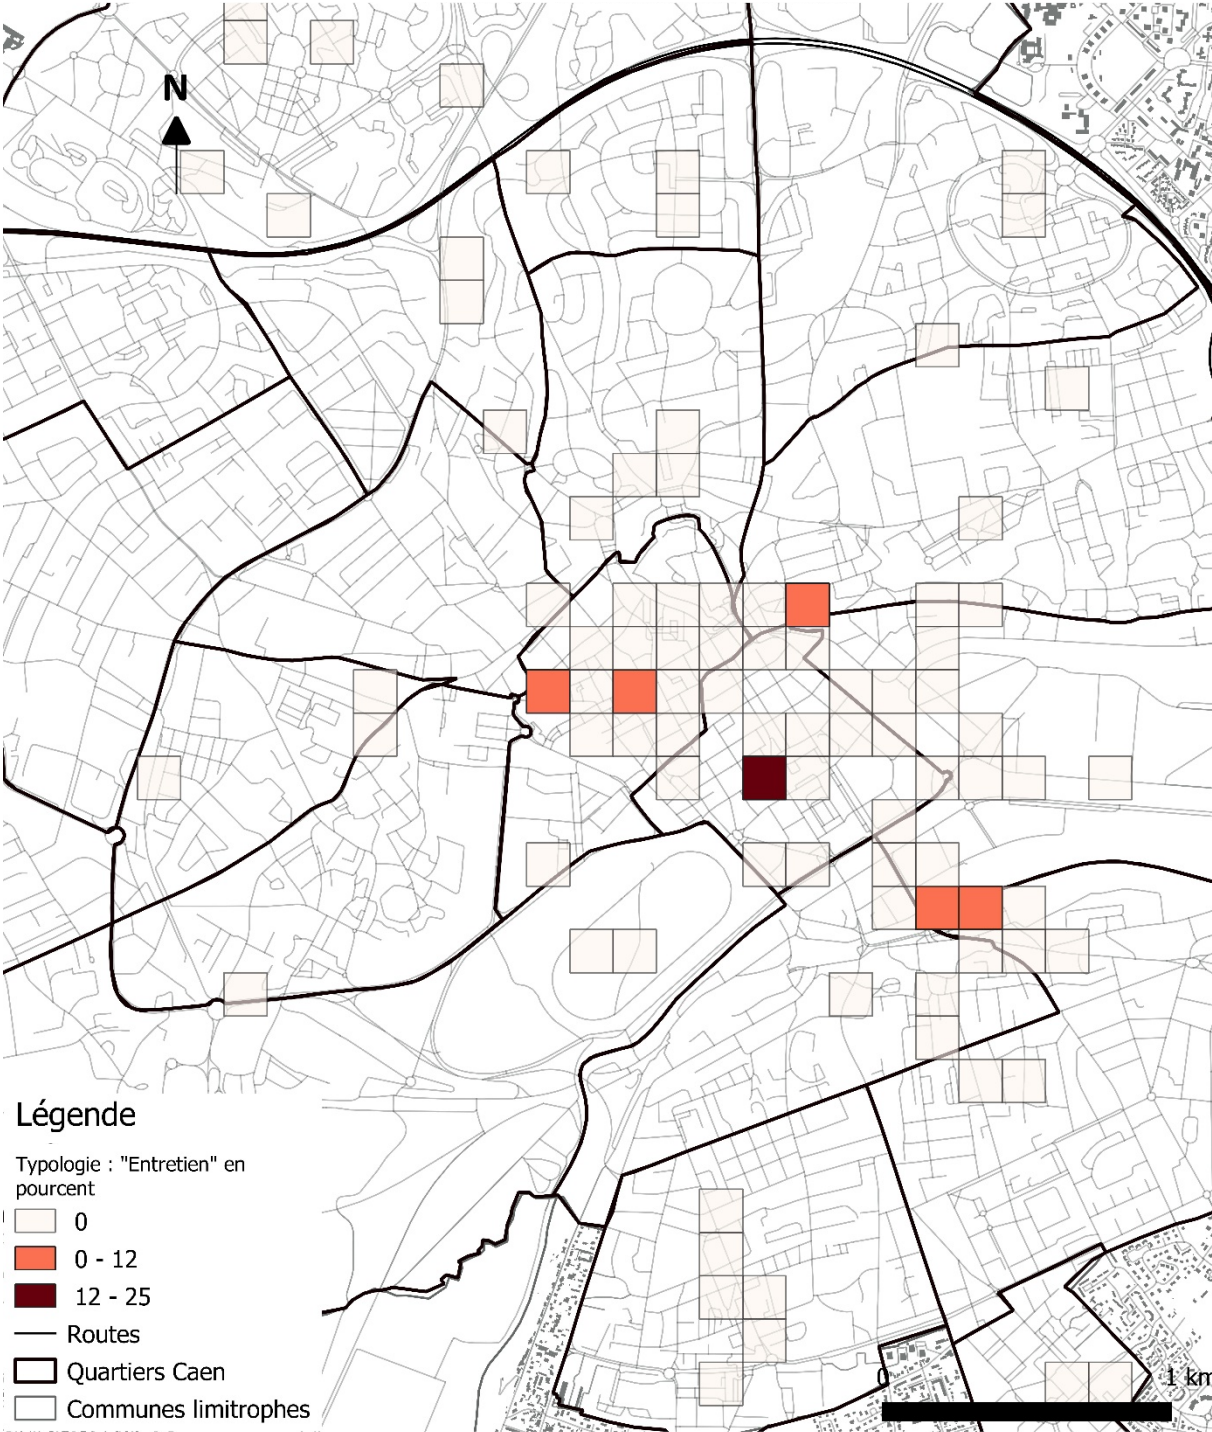 N
Légende
Typologie : "Entretien" en
pourcent
0
0 - 12
12 - 25
Routes
Quartiers Caen
Communes limitrophes
0 1 km